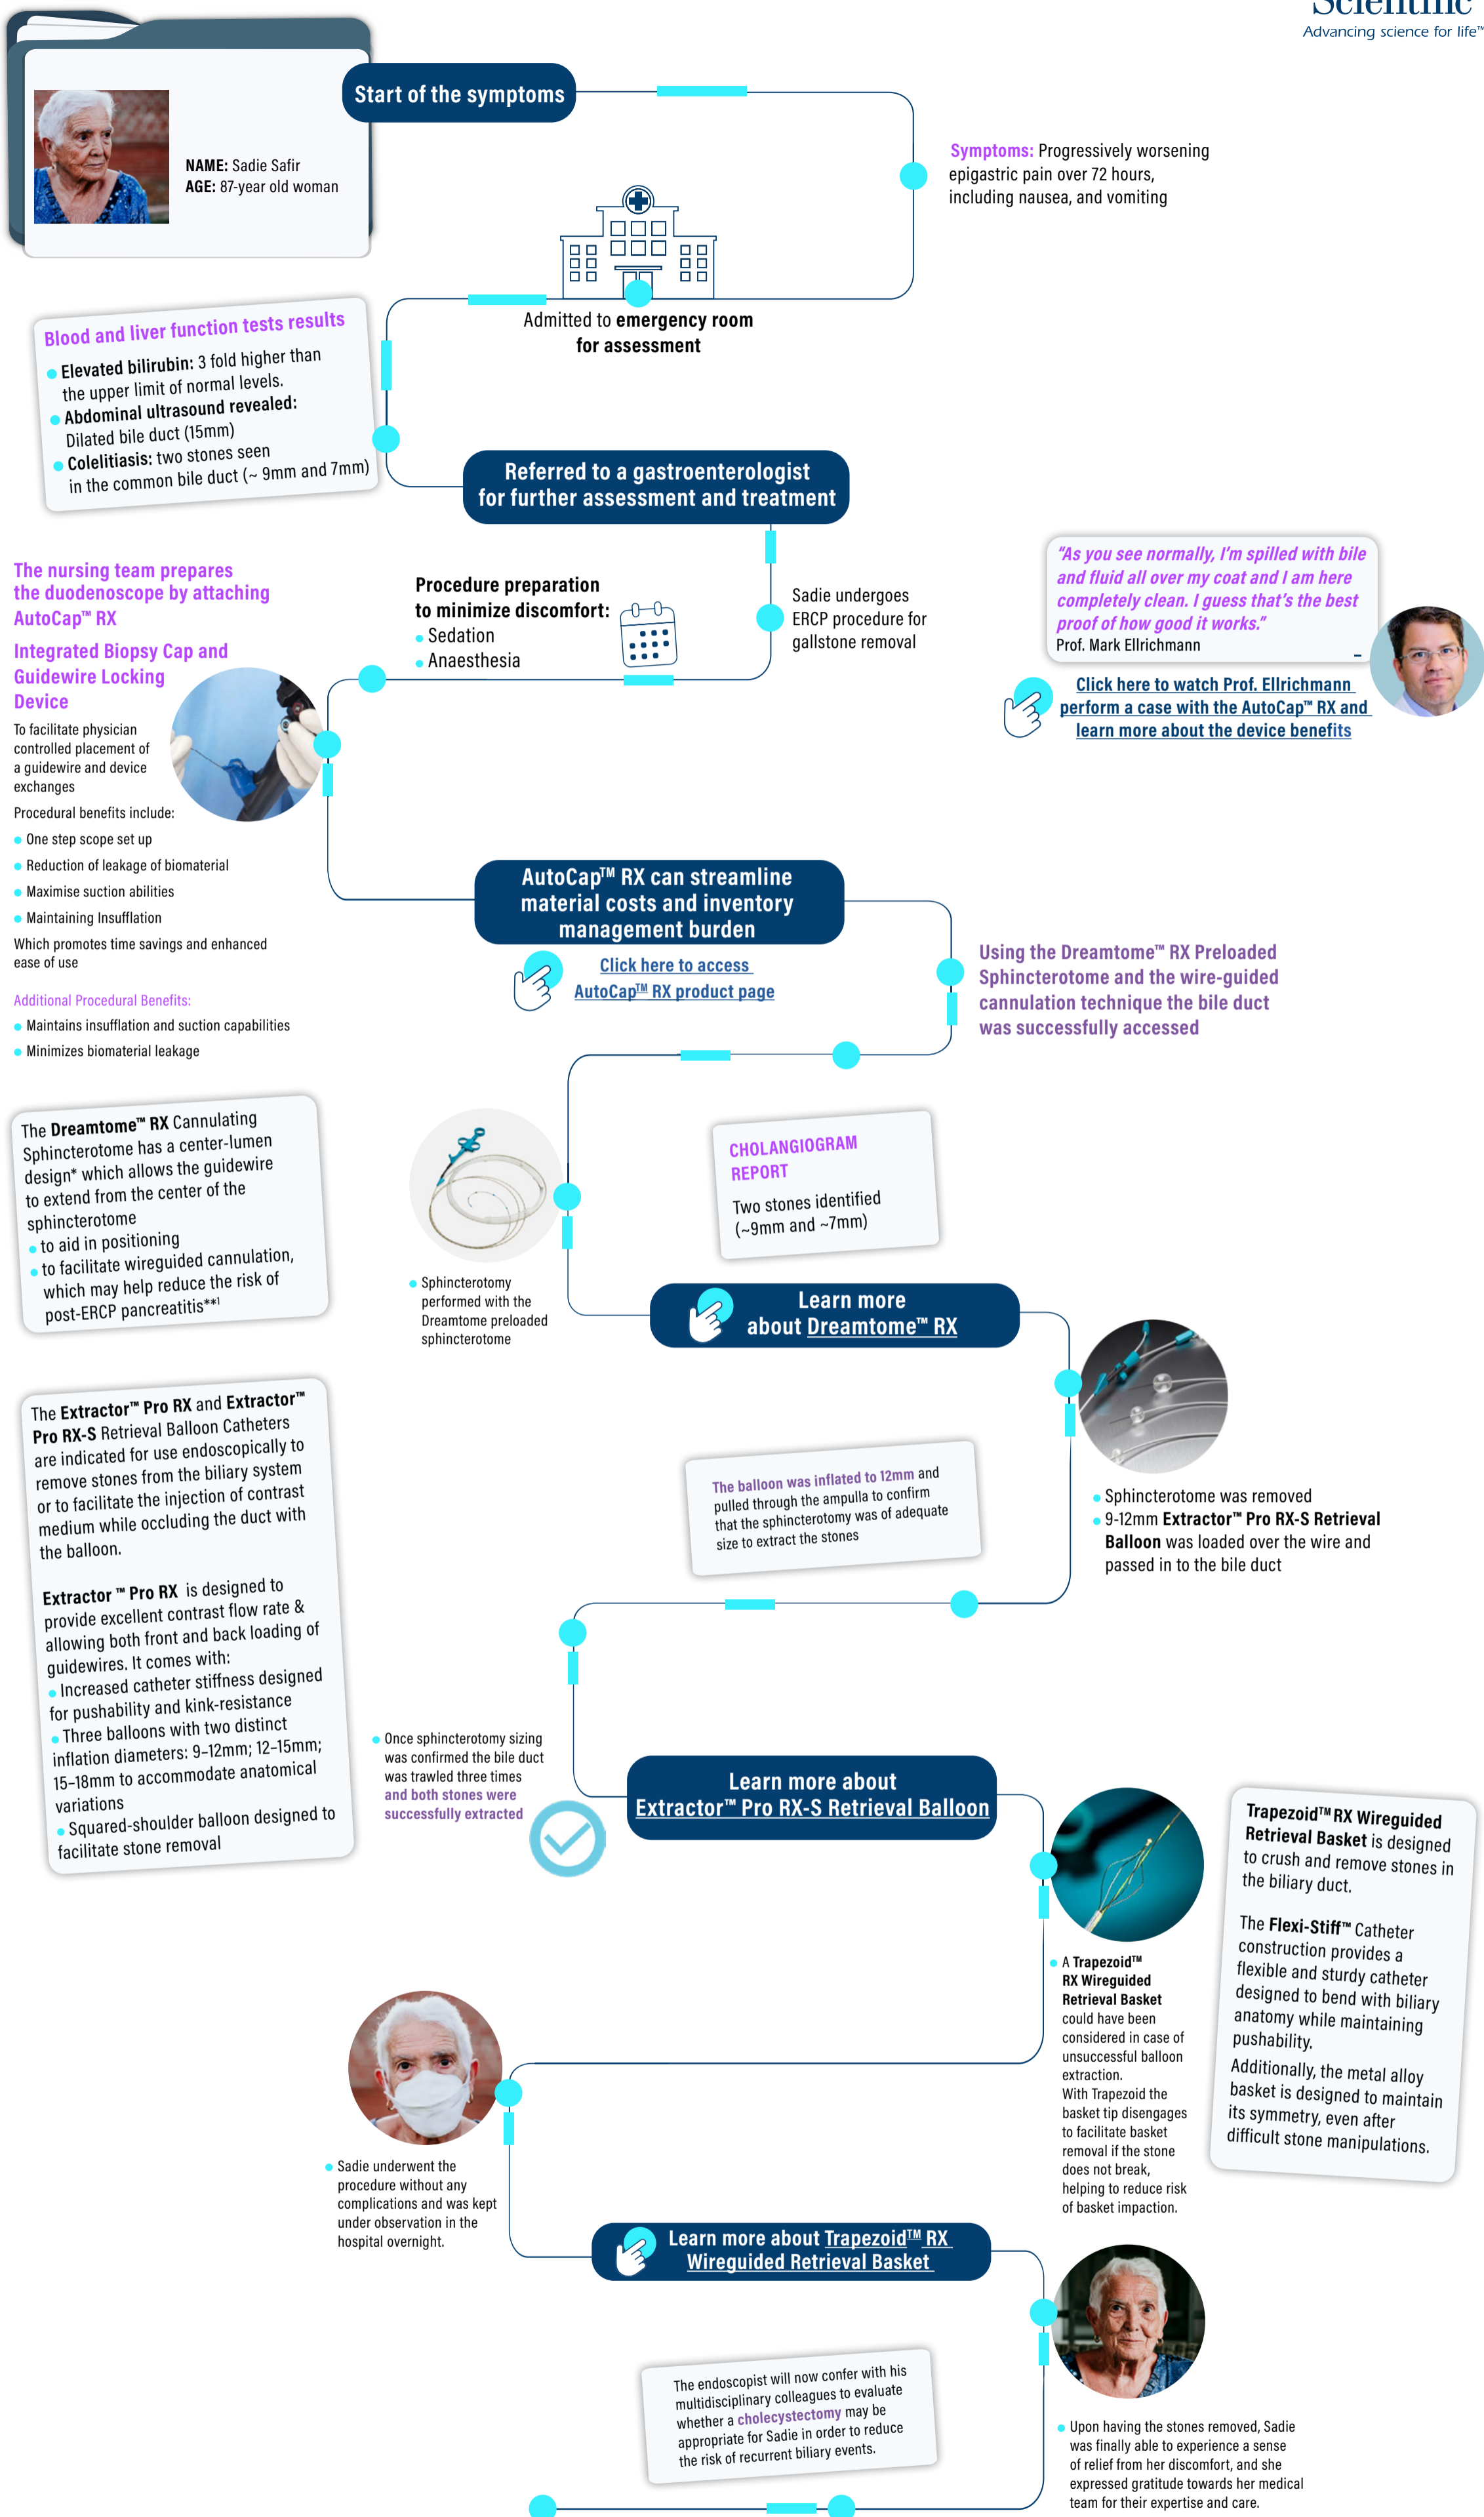 Scientific
Advancing science for life™
Start of the symptoms
NAME: Sadie Safir
AGE: 87-year old woman
Symptoms: Progressively worsening
epigastric pain over 72 hours,
including nausea, and vomiting
Admitted to emergency room
for assessment
Blood and liver function tests results
Elevated bilirubin: 3 fold higher than
the upper limit of normal levels.
Abdominal ultrasound revealed:
Dilated bile duct (15mm)
Colelitiasis: two stones seen
in the common bile duct (~ 9mm and 7mm)
Referred to a gastroenterologist
for further assessment and treatment
Sadie undergoes
ERCP procedure for
gallstone removal
Procedure preparation
to minimize discomfort:
Sedation
Anaesthesia
The nursing team prepares
the duodenoscope by attaching
AutoCap™ RX
Integrated Biopsy Cap and
Guidewire Locking
Device
To facilitate physician
controlled placement of
a guidewire and device
exchanges
Procedural benefits include:
One step scope set up
Reduction of leakage of biomaterial
Maximise suction abilities
Maintaining Insufflation
Which promotes time savings and enhanced
ease of use
Additional Procedural Benefits:
Maintains insufflation and suction capabilities
Minimizes biomaterial leakage
“As you see normally, I’m spilled with bile
and fluid all over my coat and I am here
completely clean. I guess that’s the best
proof of how good it works.”
Prof. Mark Ellrichmann
Click here to watch Prof. Ellrichmann
perform a case with the AutoCap™ RX and
learn more about the device benefits
AutoCap™ RX can streamline
material costs and inventory
management burden
Click here to access
AutoCap™ RX product page
Using the Dreamtome™ RX Preloaded
Sphincterotome and the wire-guided
cannulation technique the bile duct
was successfully accessed
The Dreamtome™ RX Cannulating
Sphincterotome has a center-lumen
design* which allows the guidewire
to extend from the center of the
sphincterotome
to aid in positioning
to facilitate wireguided cannulation,
which may help reduce the risk of
post-ERCP pancreatitis**¹
Sphincterotomy
performed with the
Dreamtome preloaded
sphincterotome
CHOLANGIOGRAM
REPORT
Two stones identified
(~9mm and ~7mm)
Learn more
about Dreamtome™ RX
Sphincterotome was removed
9-12mm Extractor™ Pro RX-S Retrieval
Balloon was loaded over the wire and
passed in to the bile duct
The balloon was inflated to 12mm and
pulled through the ampulla to confirm
that the sphincterotomy was of adequate
size to extract the stones
The Extractor™ Pro RX and Extractor™
Pro RX-S Retrieval Balloon Catheters
are indicated for use endoscopically to
remove stones from the biliary system
or to facilitate the injection of contrast
medium while occluding the duct with
the balloon.
Extractor ™ Pro RX is designed to
provide excellent contrast flow rate &
allowing both front and back loading of
guidewires. It comes with:
Increased catheter stiffness designed
for pushability and kink-resistance
Three balloons with two distinct
inflation diameters: 9–12mm; 12–15mm;
15–18mm to accommodate anatomical
variations
Squared-shoulder balloon designed to
facilitate stone removal
Once sphincterotomy sizing
was confirmed the bile duct
was trawled three times
and both stones were
successfully extracted
Learn more about
Extractor™ Pro RX-S Retrieval Balloon
A Trapezoid™
RX Wireguided
Retrieval Basket
could have been
considered in case of
unsuccessful balloon
extraction.
With Trapezoid the
basket tip disengages
to facilitate basket
removal if the stone
does not break,
helping to reduce risk
of basket impaction.
Trapezoid™ RX Wireguided
Retrieval Basket is designed
to crush and remove stones in
the biliary duct.
The Flexi-Stiff™ Catheter
construction provides a
flexible and sturdy catheter
designed to bend with biliary
anatomy while maintaining
pushability.
Additionally, the metal alloy
basket is designed to maintain
its symmetry, even after
difficult stone manipulations.
Sadie underwent the
procedure without any
complications and was kept
under observation in the
hospital overnight.
Learn more about Trapezoid™ RX
Wireguided Retrieval Basket
Upon having the stones removed, Sadie
was finally able to experience a sense
of relief from her discomfort, and she
expressed gratitude towards her medical
team for their expertise and care.
The endoscopist will now confer with his
multidisciplinary colleagues to evaluate
whether a cholecystectomy may be
appropriate for Sadie in order to reduce
the risk of recurrent biliary events.